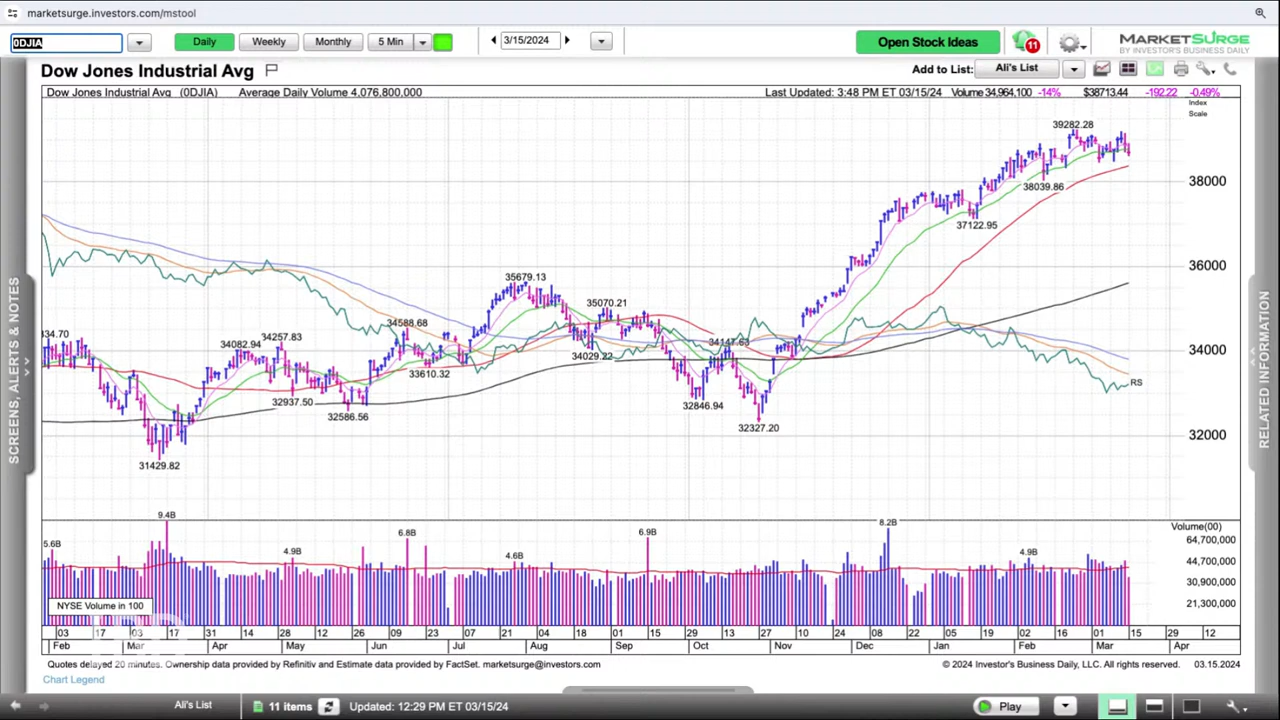 marketsurge.investors.com/mstool
0DJIA Daily Weekly Monthly 5 Min 3/15/2024 Open Stock Ideas 11 MARKETSURGE
BY INVESTOR'S BUSINESS DAILY
Dow Jones Industrial Avg Add to List: Ali's List
Dow Jones Industrial Avg (0DJIA) Average Daily Volume 4,076,800,000 Last Updated: 3:48 PM ET 03/15/24 Volume 34,964,100 -14% $38713.44 -192.22 -0.49%
Index
Scale
39282.28
38000
38039.86
37122.95
36000
35679.13
35070.21
34588.68
34257.83
34082.94
834.70
34147.63
34000
34029.22
33610.32
RS
32937.50
32846.94
32586.56
32327.20
32000
31429.82
SCREENS, ALERTS & NOTES
RELATED INFORMATION
9.4B
8.2B
Volume(00)
6.8B
6.9B
64,700,000
5.6B
4.9B
4.6B
4.9B
44,700,000
30,900,000
NYSE Volume in 100
21,300,000
03 17 03 17 31 14 28 12 26 09 23 07 21 04 18 01 15 29 13 27 10 24 08 22 05 19 02 16 01 15 29 12
Feb Mar Apr May Jun Jul Aug Sep Oct Nov Dec Jan Feb Mar Apr
Quotes delayed 20 minutes. Ownership data provided by Refinitiv and Estimate data provided by FactSet. marketsurge@investors.com © 2024 Investor's Business Daily, LLC. All rights reserved. 03.15.2024
Chart Legend
Ali's List 11 items Updated: 12:29 PM ET 03/15/24 Play